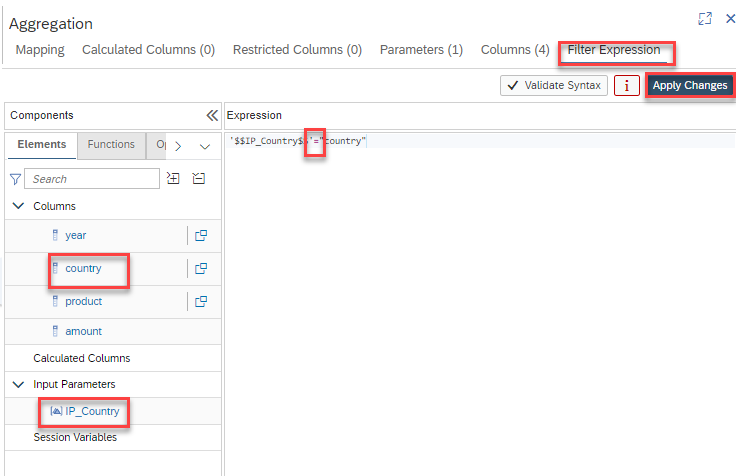 Aggregation
Mapping Calculated Columns (0) Restricted Columns (0) Parameters (1) Columns (4) Filter Expression
Validate Syntax i Apply Changes
Components
Expression
Elements Functions
Search
'$$IP_Country$ '="country"
Columns
year
country
product
amount
Calculated Columns
Input Parameters
IP_Country
Session Variables